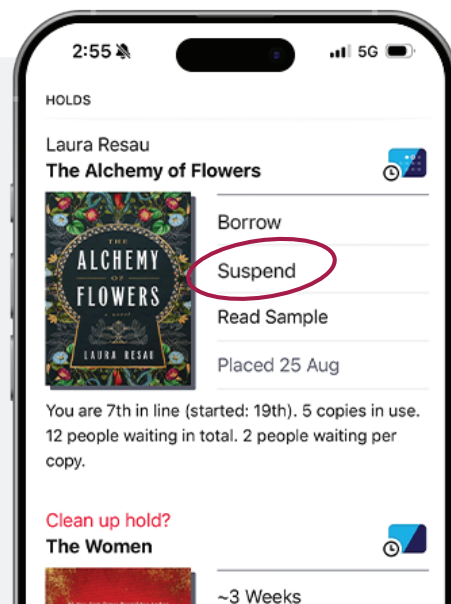 2:55
5G
HOLDS
Laura Resau
The Alchemy of Flowers
THE
ALCHEMY
OF
FLOWERS
a novel
LAURA RESAU
Borrow
Suspend
Read Sample
Placed 25 Aug
You are 7th in line (started: 19th). 5 copies in use.
12 people waiting in total. 2 people waiting per
copy.
Clean up hold?
The Women
~3 Weeks